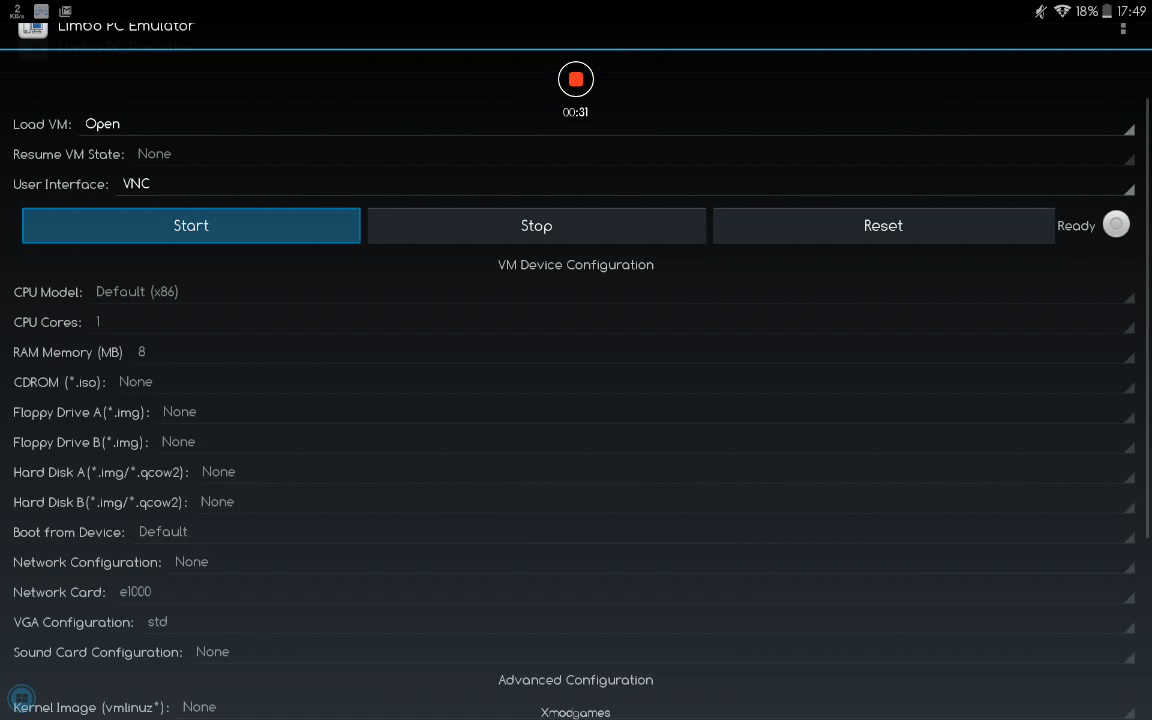 2
KB/s
18%
17:49
Limbo PC Emulator
00:31
Load VM: Open
Resume VM State: None
User Interface: VNC
Start Stop Reset Ready
VM Device Configuration
CPU Model: Default (x86)
CPU Cores: 1
RAM Memory (MB) 8
CDROM (*.iso): None
Floppy Drive A(*.img): None
Floppy Drive B(*.img): None
Hard Disk A(*.img/*.qcow2): None
Hard Disk B(*.img/*.qcow2): None
Boot from Device: Default
Network Configuration: None
Network Card: e1000
VGA Configuration: std
Sound Card Configuration: None
Advanced Configuration
Kernel Image (vmlinuz*): None
Xmodgames